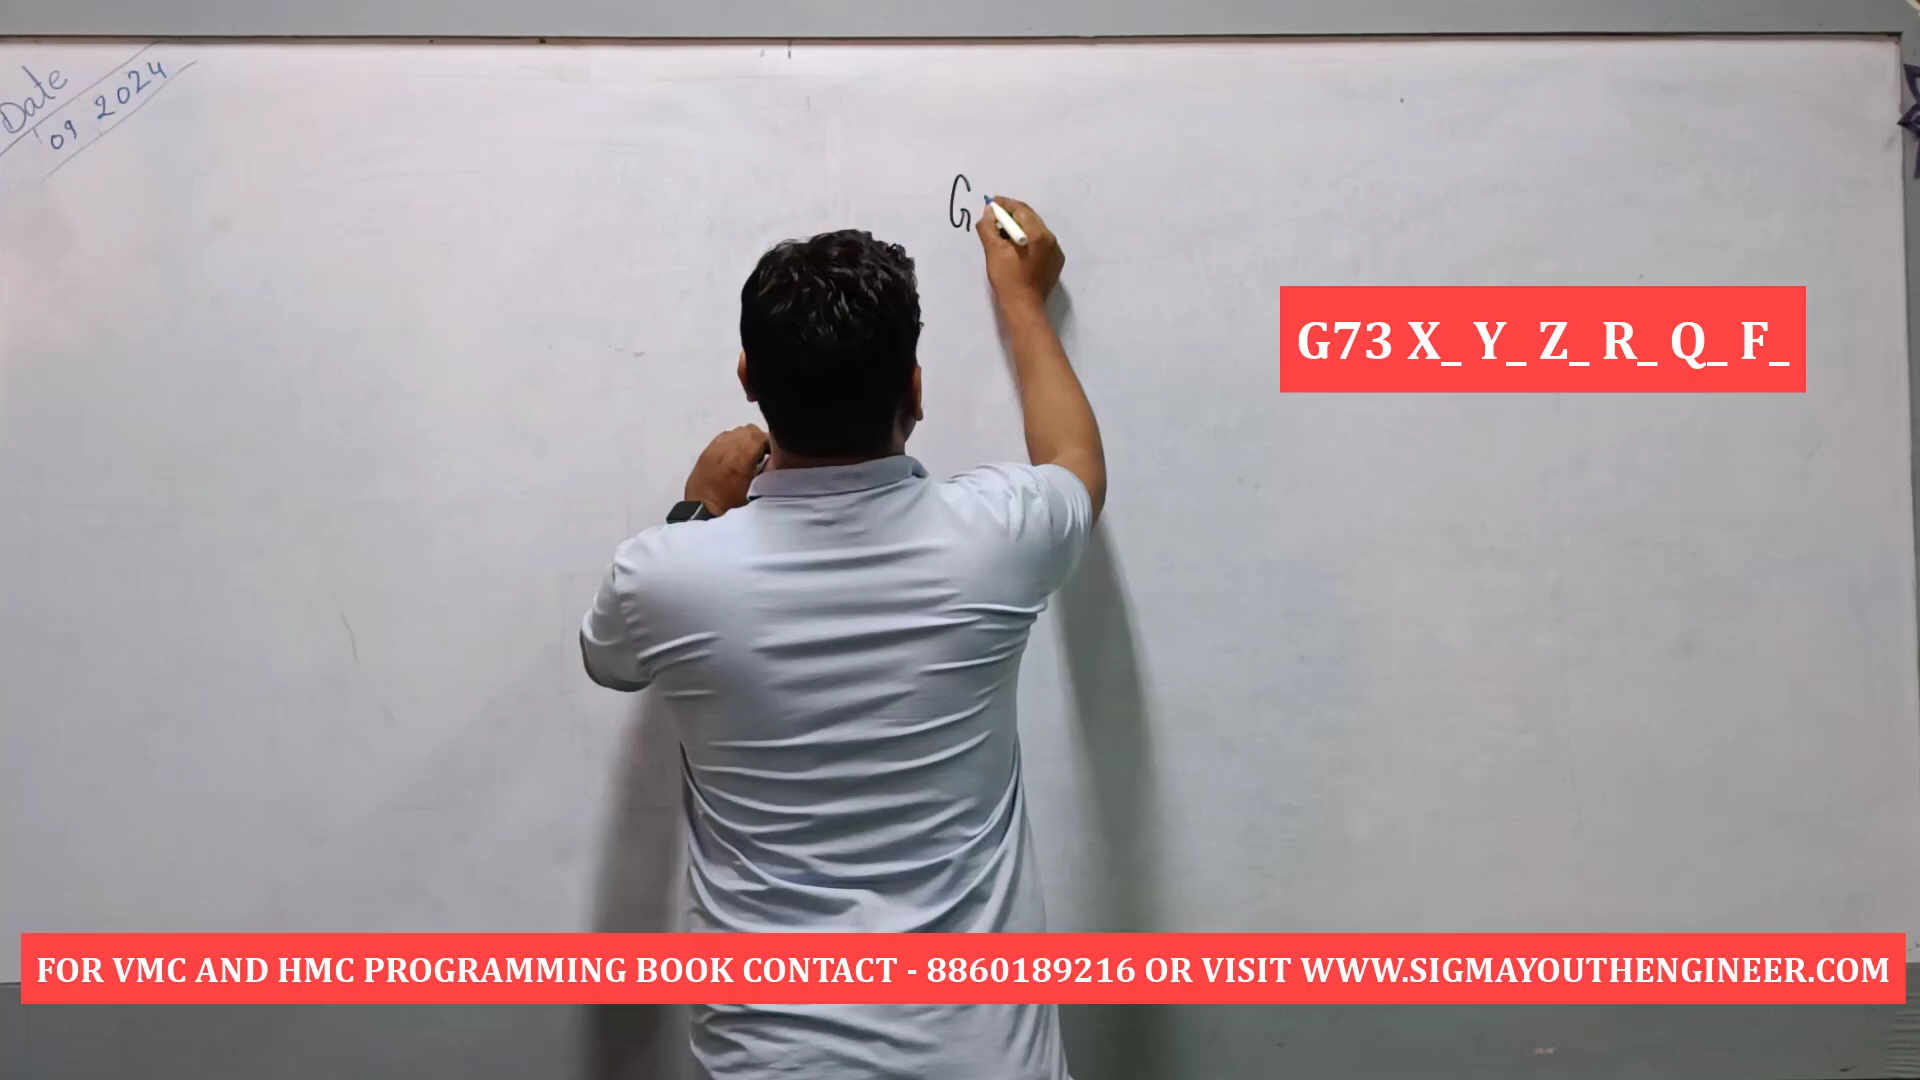 Date
09 2024
G
G73 X_ Y_ Z_ R_ Q_ F_
FOR VMC AND HMC PROGRAMMING BOOK CONTACT - 8860189216 OR VISIT WWW.SIGMAYOUTHENGINEER.COM